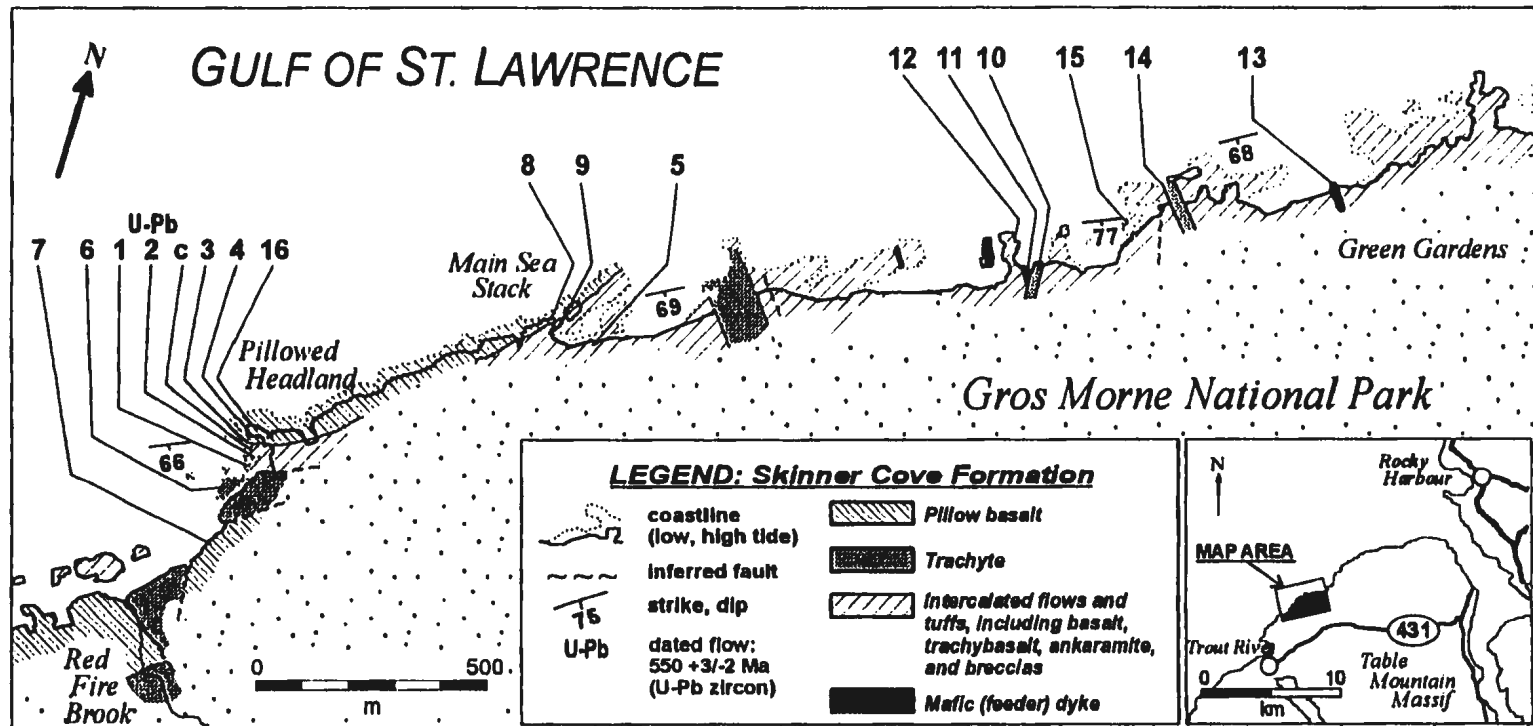 N
GULF OF ST. LAWRENCE
12 11 10 15 14 13
68
8 9 5
77
U-Pb
7 6 1 2 c 3 4 16
Main Sea
Stack
69
Green Gardens
Pillowed
Headland
66
Gros Morne National Park
Red
Fire
Brook
0 500
m
LEGEND: Skinner Cove Formation
coastline
(low, high tide)
inferred fault
75
strike, dip
U-Pb
dated flow:
550 +3/-2 Ma
(U-Pb zircon)
Pillow basalt
Trachyte
Intercalated flows and
tuffs, including basalt,
trachybasalt, ankaramite,
and breccias
Mafic (feeder) dyke
N
Rocky
Harbour
MAP AREA
431
Trout River
Table
Mountain
Massif
0 10
km